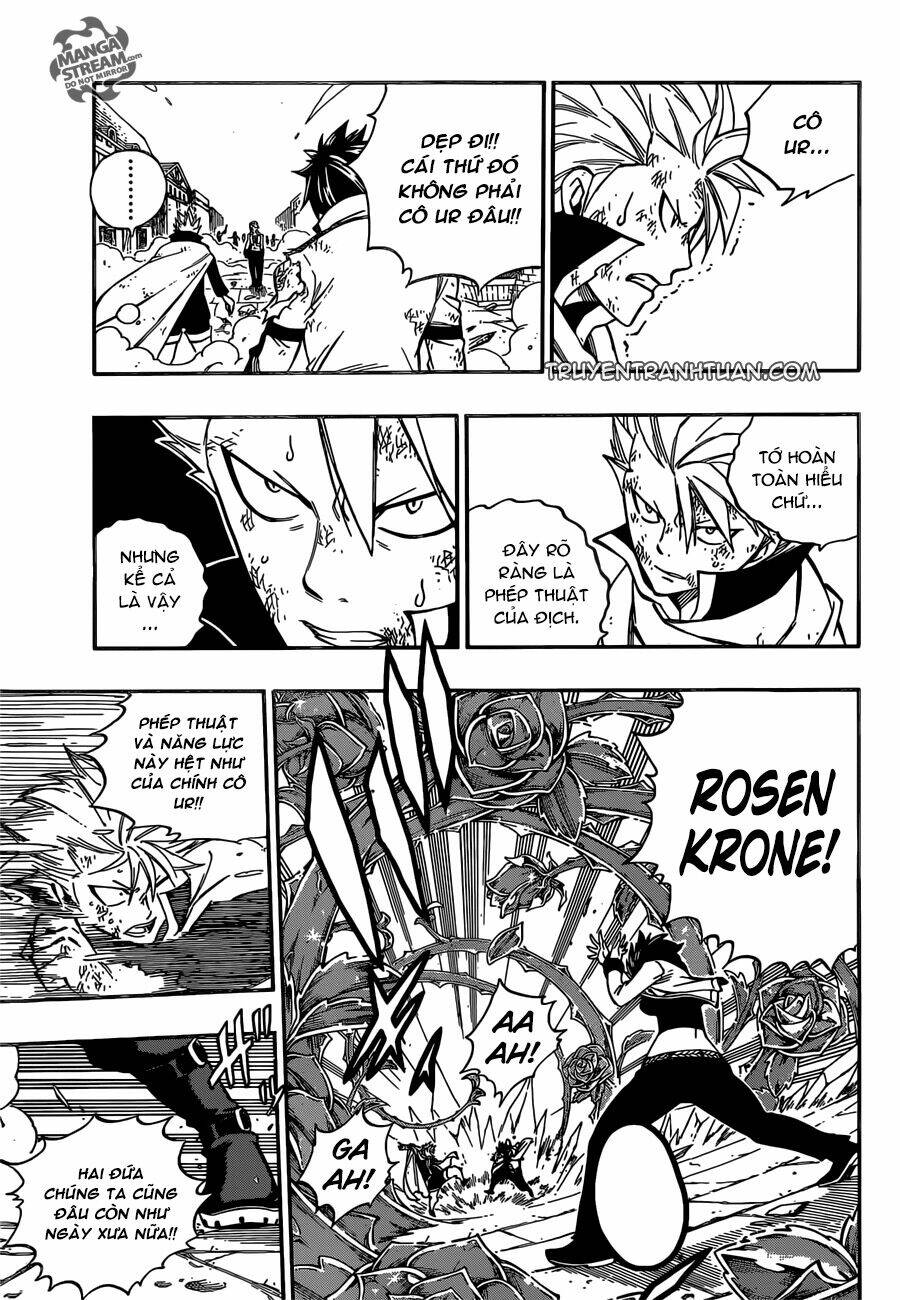 MANGA
STREAM.com
DO NOT MIRROR
CÔ
UR...
DẸP ĐI!!
CÁI THỨ ĐÓ
KHÔNG PHẢI
CÔ UR ĐÂU!!
........
TRUYENTRANHTUAN.COM
TỚ HOÀN
TOÀN HIỂU
CHỨ...
ĐÂY RÕ
RÀNG LÀ
PHÉP THUẬT
CỦA ĐỊCH.
NHƯNG
KỂ CẢ
LÀ VẬY
...
ROSEN
KRONE!
AA
AH!
GA
AH!
PHÉP THUẬT
VÀ NĂNG LỰC
NÀY HỆT NHƯ
CỦA CHÍNH CÔ
UR!!
HAI ĐỨA
CHÚNG TA CŨNG
ĐÂU CÒN NHƯ
NGÀY XƯA NỮA!!